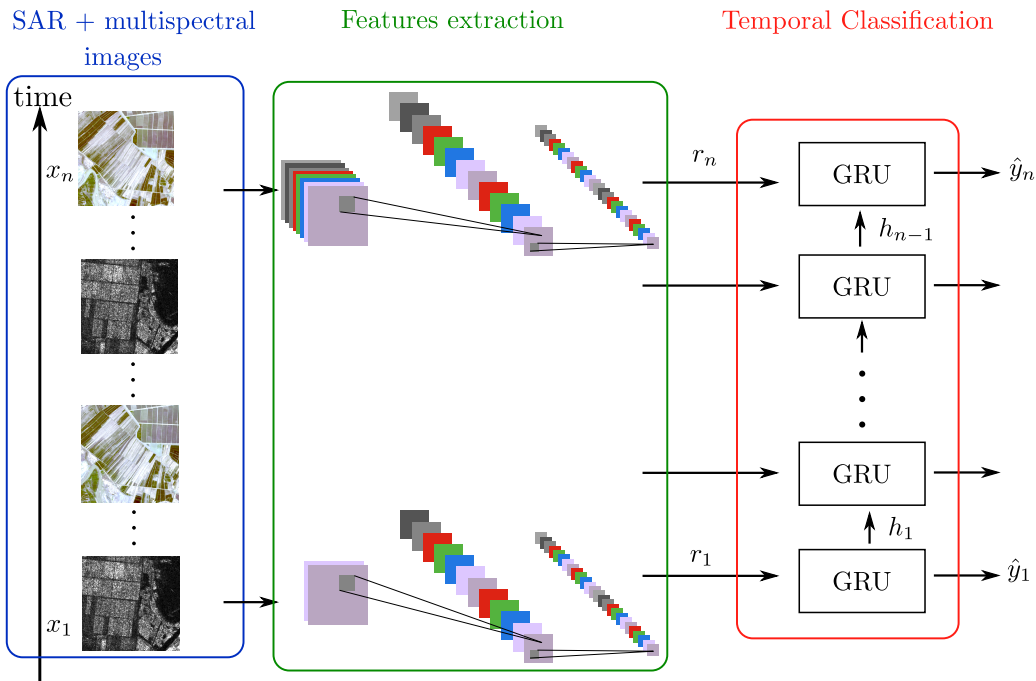 SAR + multispectral
images
Features extraction
Temporal Classification
time
x_n
r_n
GRU
ŷ_n
h_{n−1}
GRU
GRU
h_1
x_1
r_1
GRU
ŷ_1